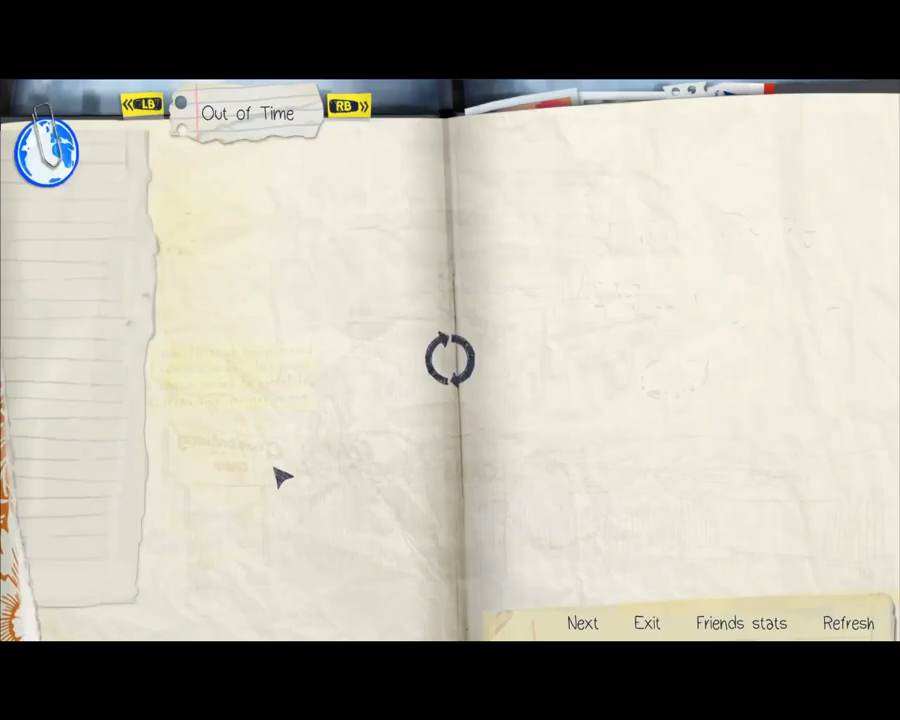 LB
Out of Time
RB
Next
Exit
Friends stats
Refresh